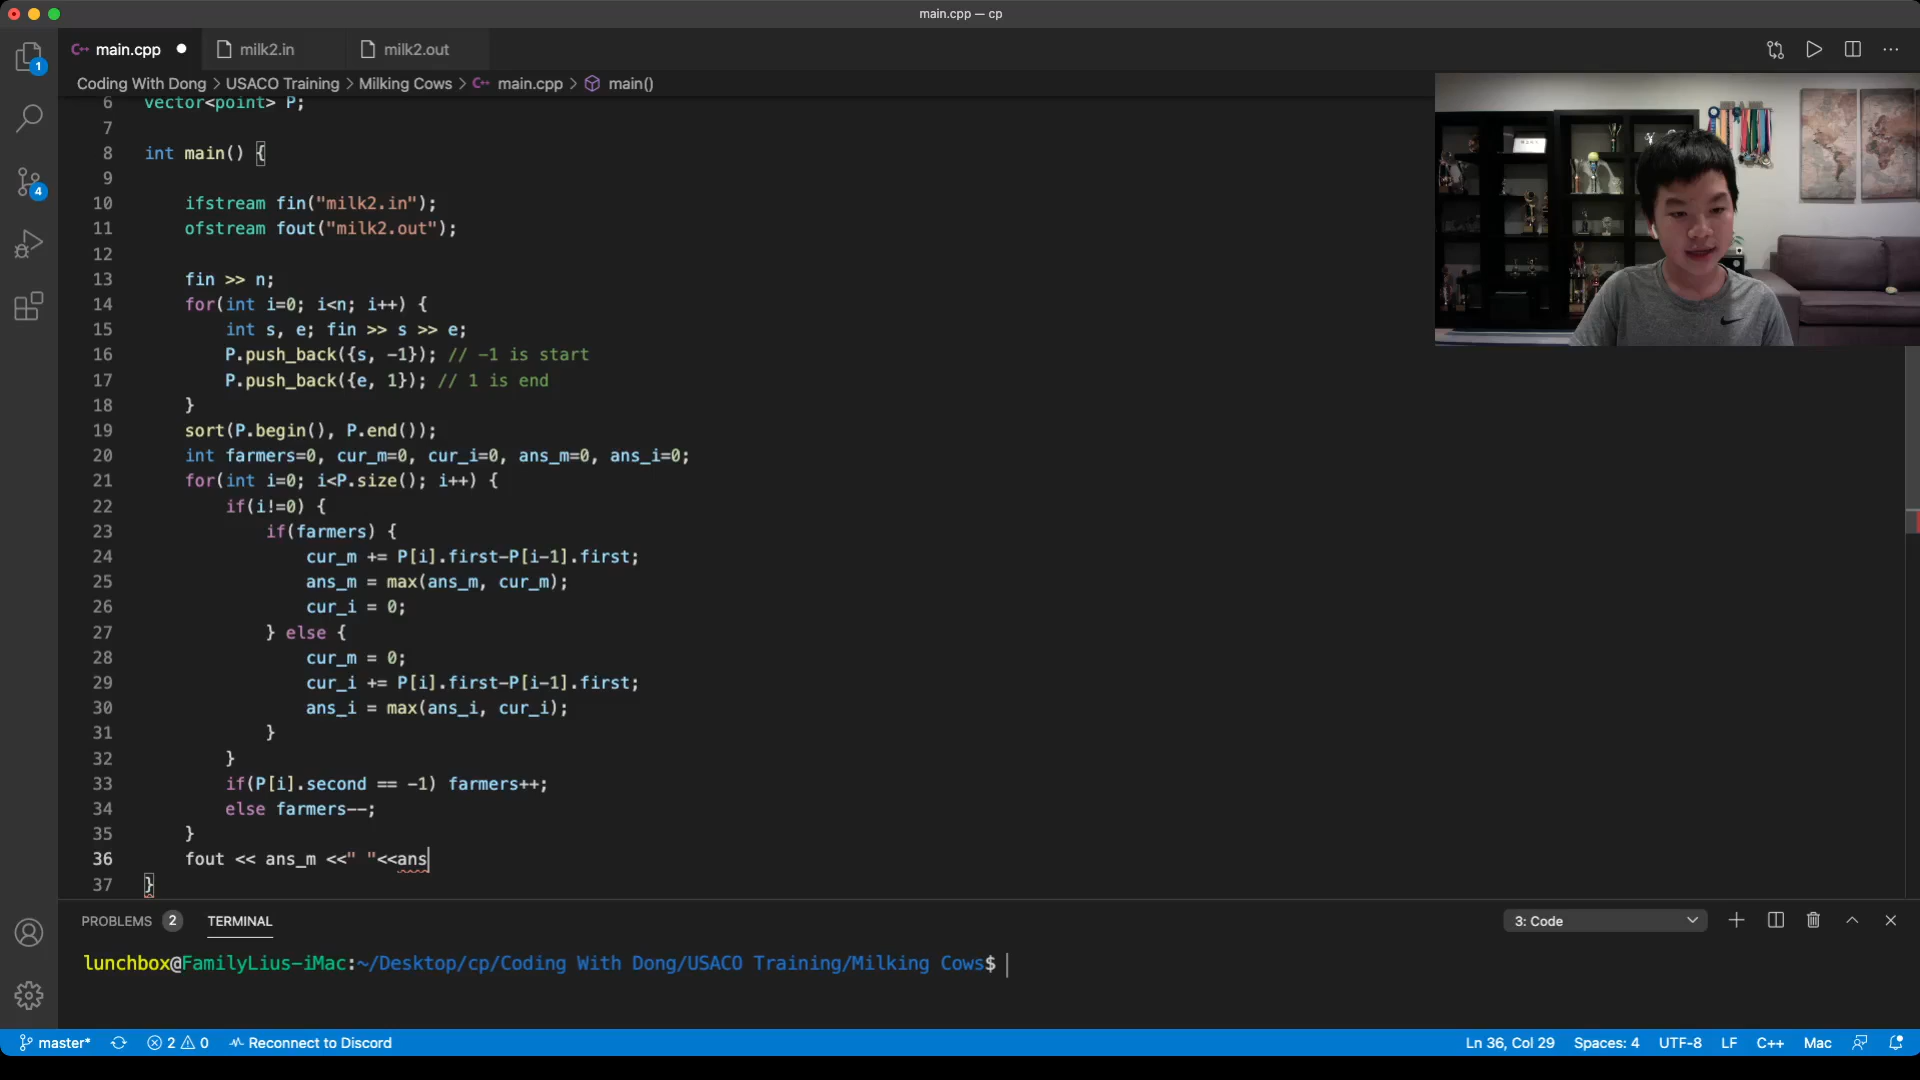 main.cpp — cp
main.cpp
milk2.in
milk2.out
1
Coding With Dong > USACO Training > Milking Cows > main.cpp > main()
6 vector<point> P;
7
8 int main() {
9
10 ifstream fin("milk2.in");
11 ofstream fout("milk2.out");
12
13 fin >> n;
14 for(int i=0; i<n; i++) {
15 int s, e; fin >> s >> e;
16 P.push_back({s, -1}); // -1 is start
17 P.push_back({e, 1}); // 1 is end
18 }
19 sort(P.begin(), P.end());
20 int farmers=0, cur_m=0, cur_i=0, ans_m=0, ans_i=0;
21 for(int i=0; i<P.size(); i++) {
22 if(i!=0) {
23 if(farmers) {
24 cur_m += P[i].first-P[i-1].first;
25 ans_m = max(ans_m, cur_m);
26 cur_i = 0;
27 } else {
28 cur_m = 0;
29 cur_i += P[i].first-P[i-1].first;
30 ans_i = max(ans_i, cur_i);
31 }
32 }
33 if(P[i].second == -1) farmers++;
34 else farmers--;
35 }
36 fout << ans_m <<" "<<ans
37 }
4
PROBLEMS 2 TERMINAL
3: Code
lunchbox@FamilyLius-iMac:~/Desktop/cp/Coding With Dong/USACO Training/Milking Cows$
master* 2 0 Reconnect to Discord
Ln 36, Col 29 Spaces: 4 UTF-8 LF C++ Mac